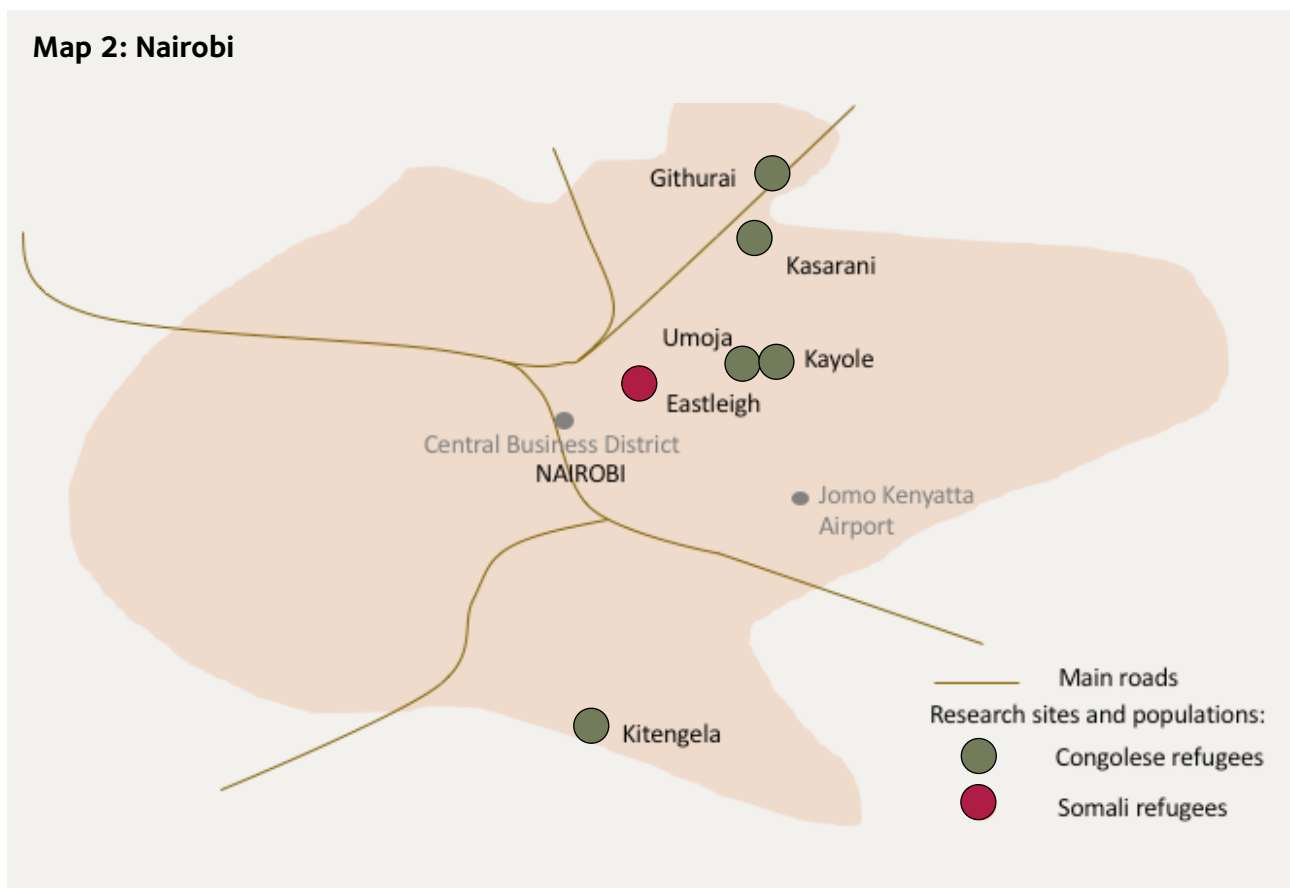 Map 2: Nairobi
Githurai
Kasarani
Umoja
Kayole
Eastleigh
Central Business District
NAIROBI
Jomo Kenyatta
Airport
Main roads
Research sites and populations:
Kitengela
Congolese refugees
Somali refugees